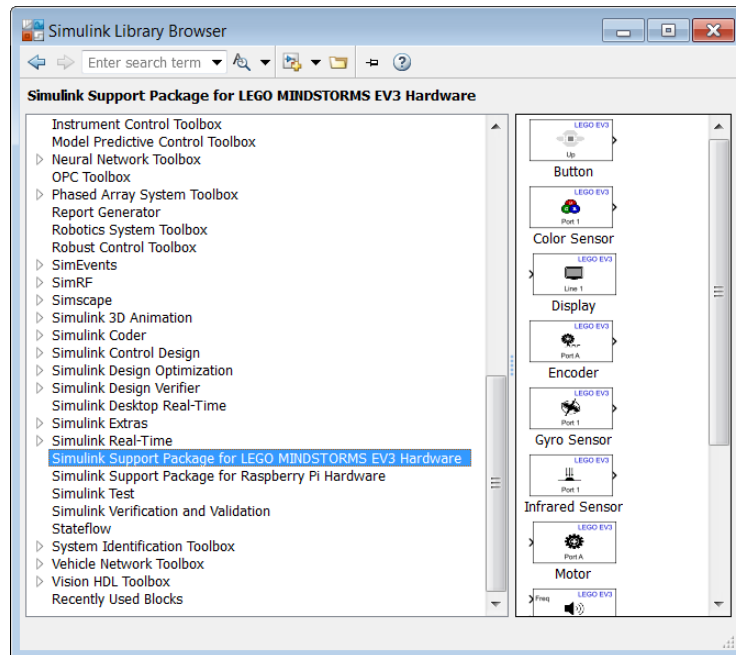 Simulink Library Browser
Enter search term
Simulink Support Package for LEGO MINDSTORMS EV3 Hardware
Instrument Control Toolbox
Model Predictive Control Toolbox
Neural Network Toolbox
OPC Toolbox
Phased Array System Toolbox
Report Generator
Robotics System Toolbox
Robust Control Toolbox
SimEvents
SimRF
Simscape
Simulink 3D Animation
Simulink Coder
Simulink Control Design
Simulink Design Optimization
Simulink Design Verifier
Simulink Desktop Real-Time
Simulink Extras
Simulink Real-Time
Simulink Support Package for LEGO MINDSTORMS EV3 Hardware
Simulink Support Package for Raspberry Pi Hardware
Simulink Test
Simulink Verification and Validation
Stateflow
System Identification Toolbox
Vehicle Network Toolbox
Vision HDL Toolbox
Recently Used Blocks
LEGO EV3
Up
Button
LEGO EV3
Port 1
Color Sensor
LEGO EV3
Line 1
Display
LEGO EV3
Port A
Encoder
LEGO EV3
Port 1
Gyro Sensor
LEGO EV3
Port 1
Infrared Sensor
LEGO EV3
Port A
Motor
LEGO EV3
Freq